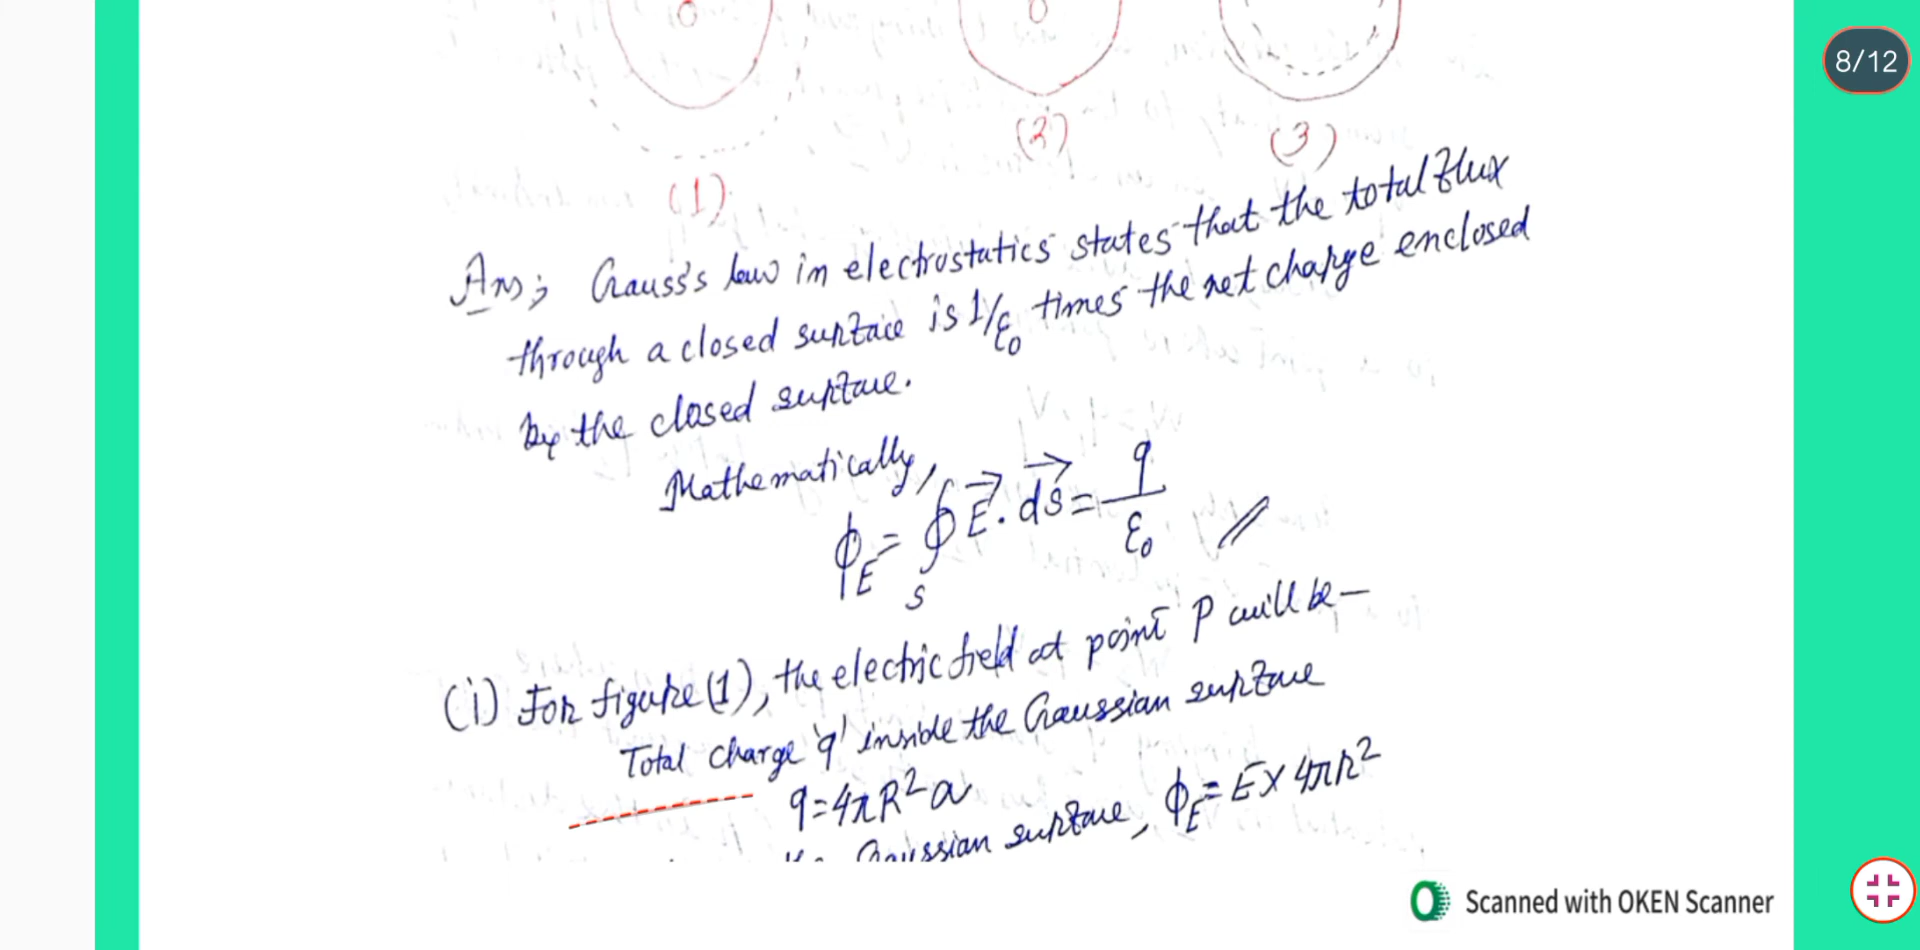 8/12
(1)
(2)
(3)
Ans; Gauss's law in electrostatics states that the total flux
through a closed surface is 1/ε₀ times the net charge enclosed
by the closed surface.
Mathematically,
ϕ_E = ∮_S E⃗ . ds⃗ = q/ε₀
(i) For figure (1), the electric field at point P will be —
Total charge 'q' inside the Gaussian surface
q = 4πR²σ
Gaussian surface, ϕ_E = E × 4πr²
Scanned with OKEN Scanner